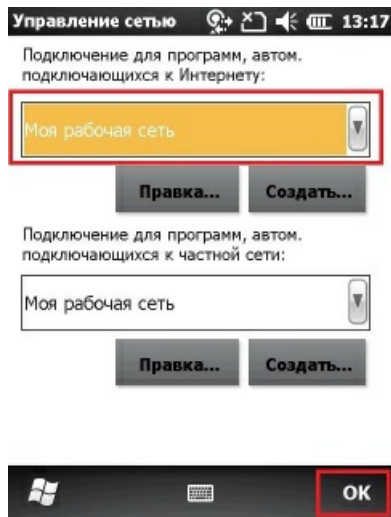 Управление сетью 13:17
Подключение для программ, автом.
подключающихся к Интернету:
Моя рабочая сеть
Правка... Создать...
Подключение для программ, автом.
подключающихся к частной сети:
Моя рабочая сеть
Правка... Создать...
OK